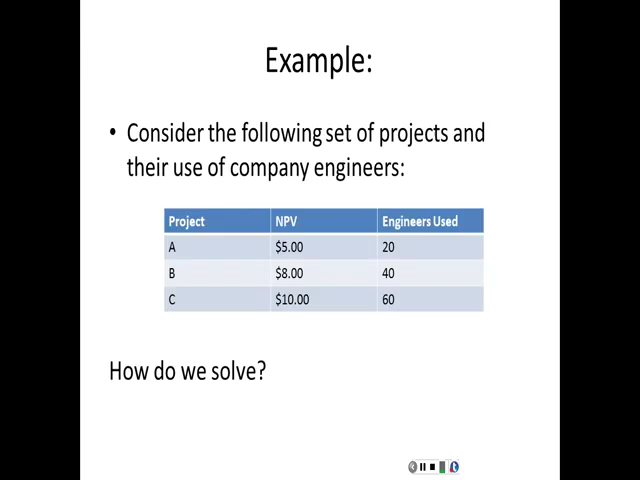 Example:
• Consider the following set of projects and
their use of company engineers:
Project NPV Engineers Used
A $5.00 20
B $8.00 40
C $10.00 60
How do we solve?